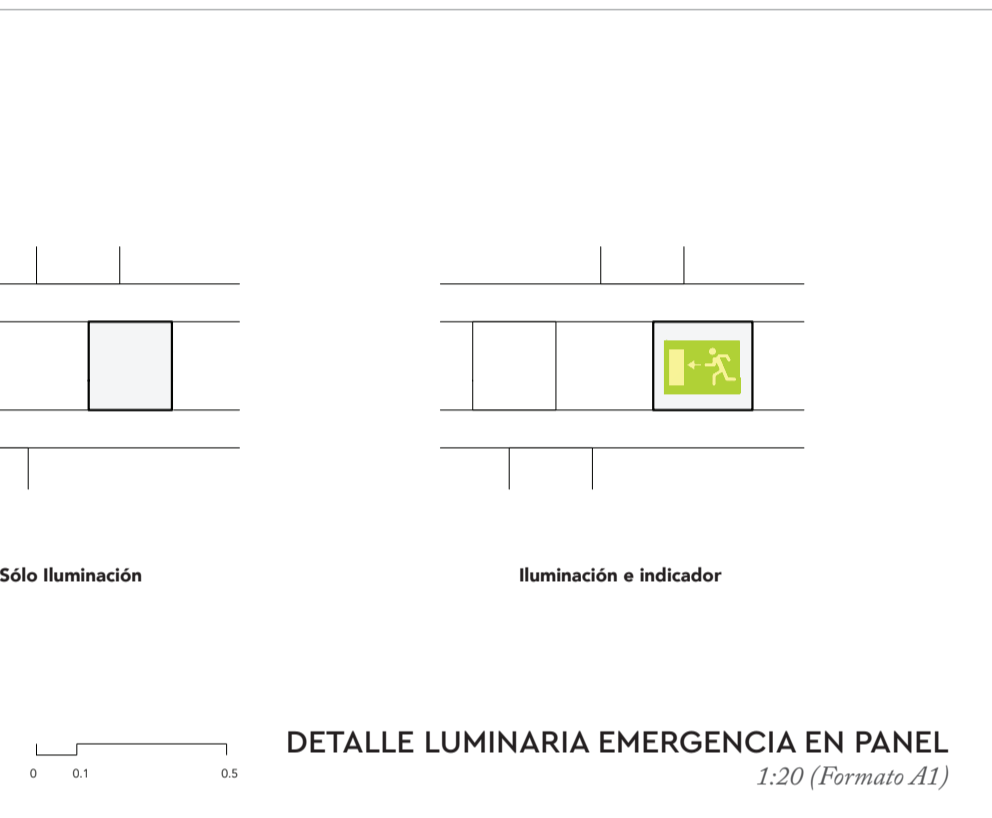 Sólo Iluminación
Iluminación e indicador
0 0.1 0.5
DETALLE LUMINARIA EMERGENCIA EN PANEL
1:20 (Formato A1)